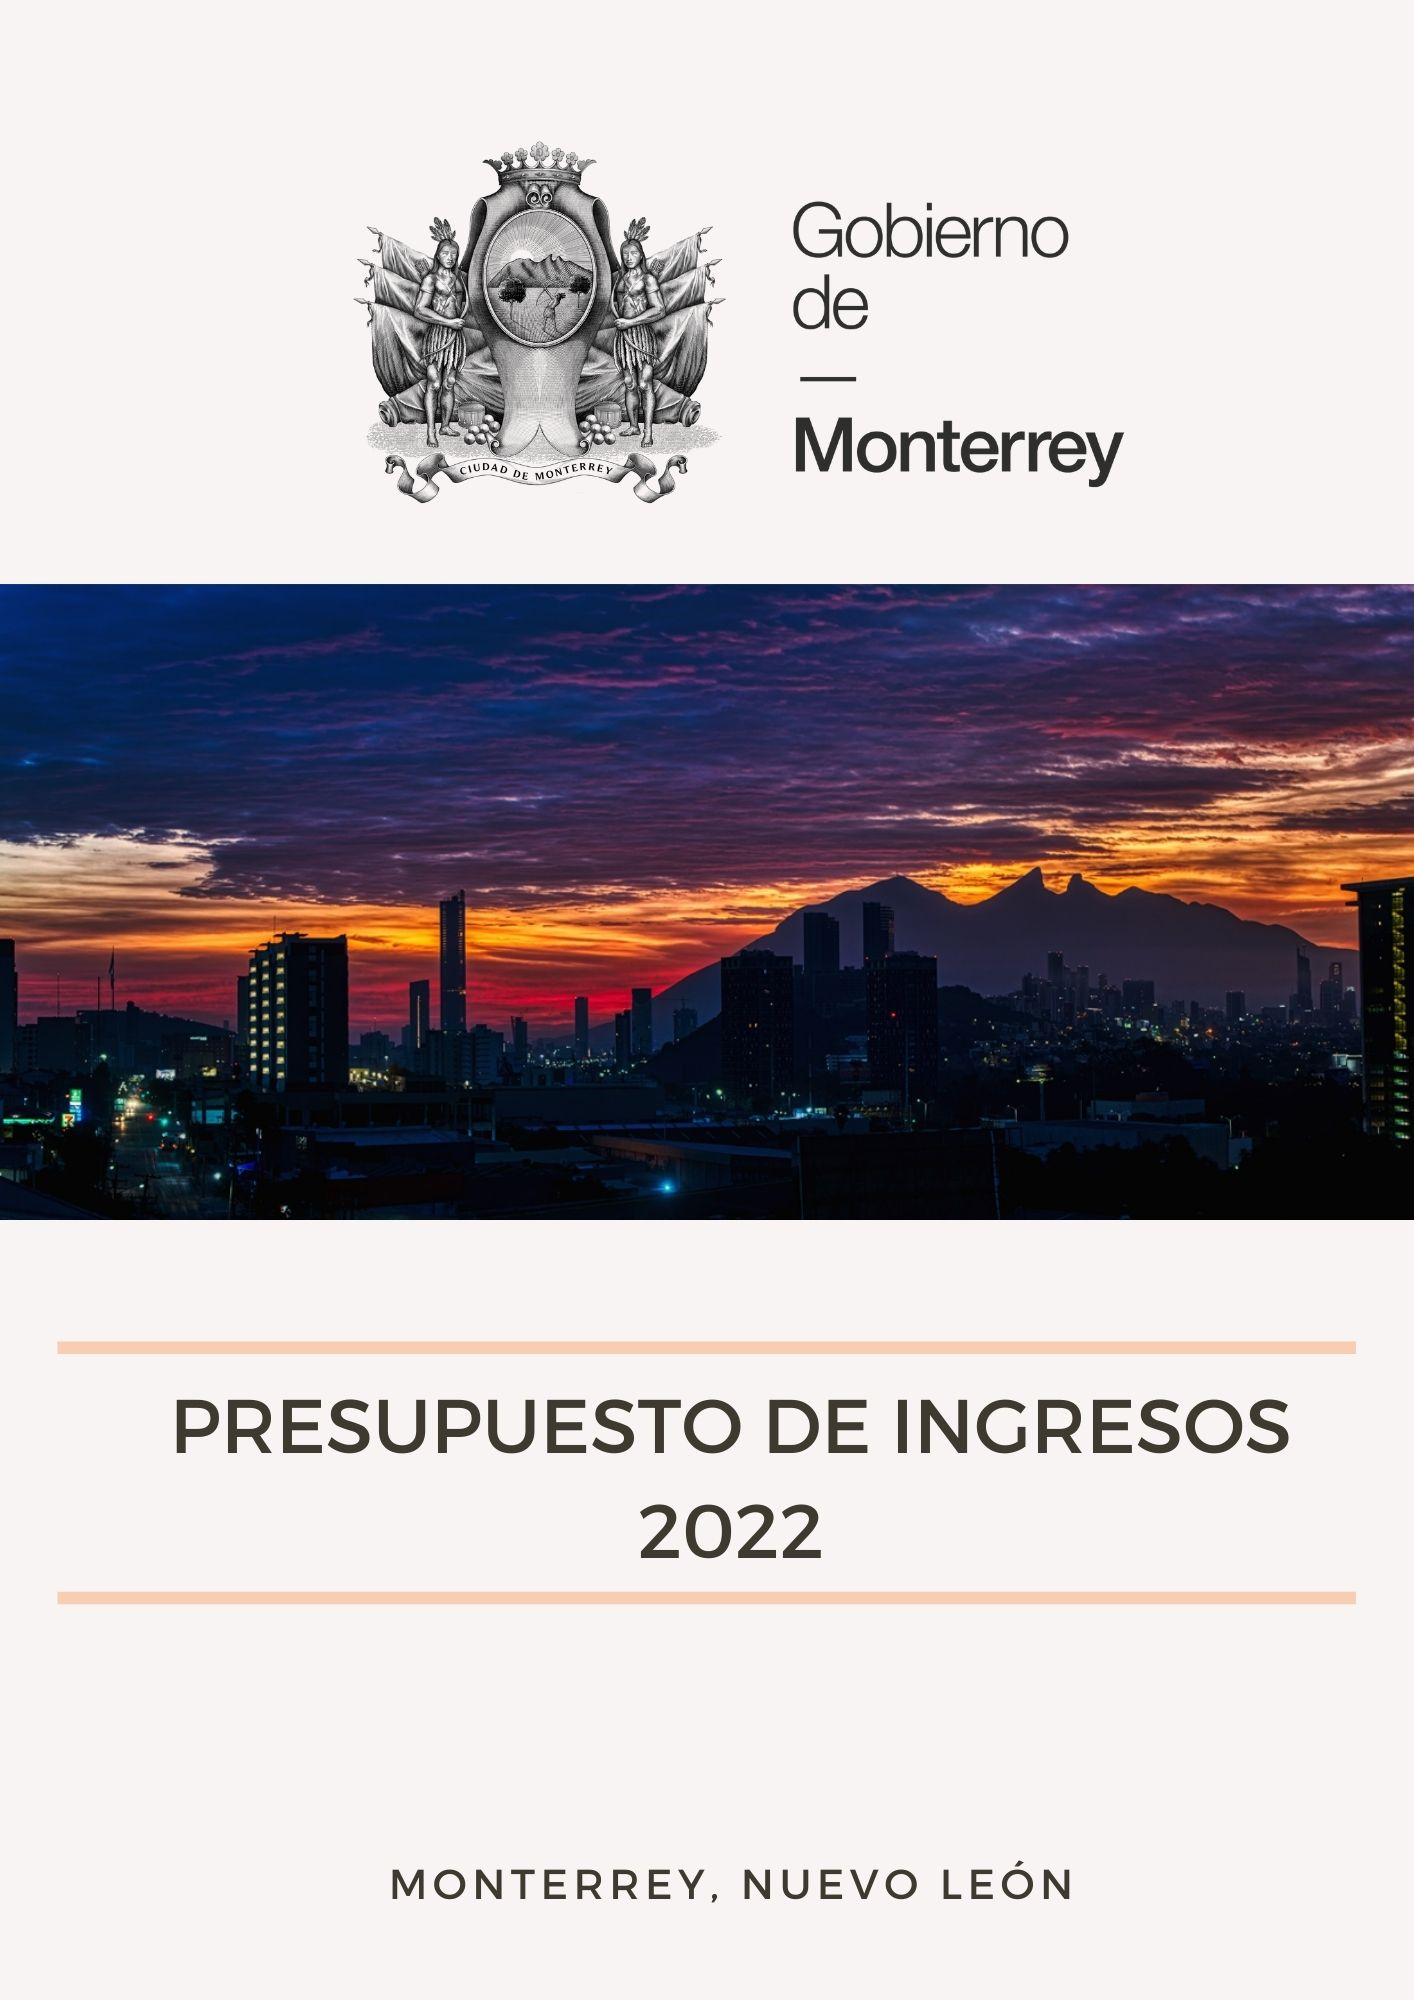 Gobierno
de
Monterrey
CIUDAD DE MONTERREY
PRESUPUESTO DE INGRESOS
2022
MONTERREY, NUEVO LEÓN